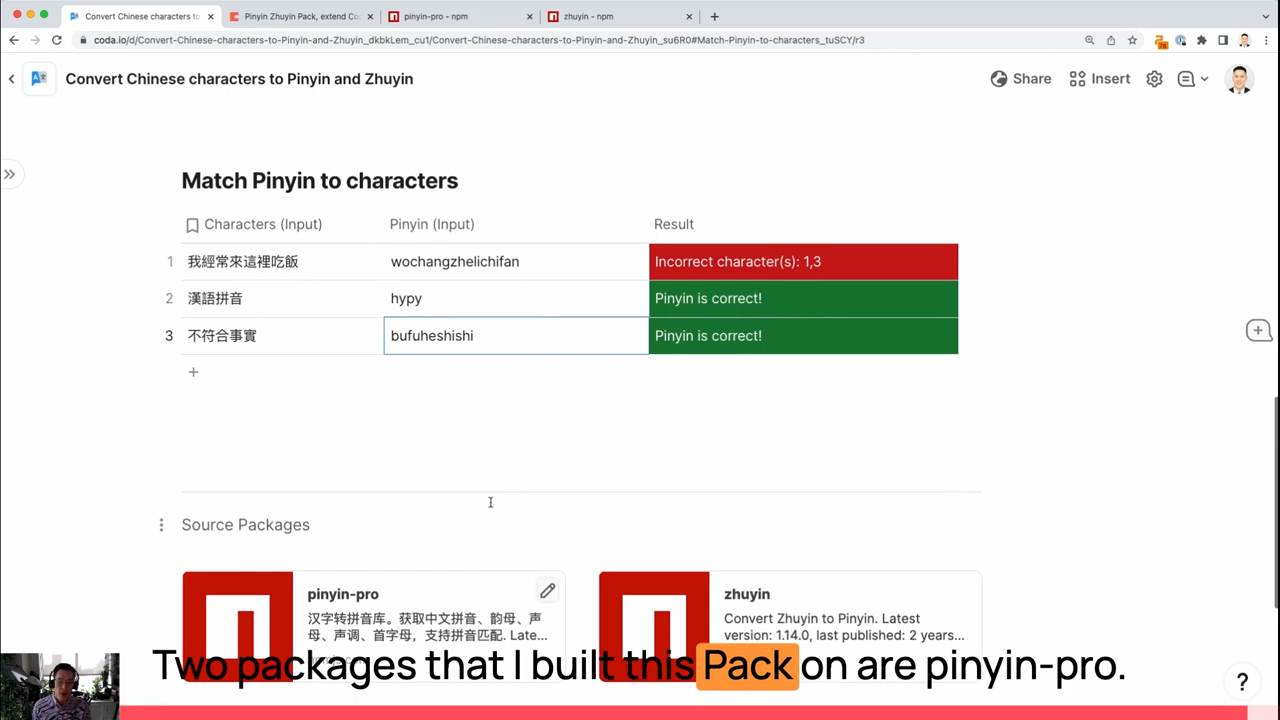 Convert Chinese characters to
Pinyin Zhuyin Pack, extend Co
pinyin-pro - npm
zhuyin - npm
coda.io/d/Convert-Chinese-characters-to-Pinyin-and-Zhuyin_dkbkLem_cu1/Convert-Chinese-characters-to-Pinyin-and-Zhuyin_su6R0#Match-Pinyin-to-characters_tuSCY/r3
Convert Chinese characters to Pinyin and Zhuyin
Share
Insert
Match Pinyin to characters
Characters (Input) Pinyin (Input) Result
1 我經常來這裡吃飯 wochangzhelichifan Incorrect character(s): 1,3
2 漢語拼音 hypy Pinyin is correct!
3 不符合事實 bufuheshishi Pinyin is correct!
Source Packages
pinyin-pro
汉字转拼音库。获取中文拼音、韵母、声
母、声调、首字母，支持拼音匹配. Late...
zhuyin
Convert Zhuyin to Pinyin. Latest
version: 1.14.0, last published: 2 years...
Two packages that I built this Pack on are pinyin-pro.